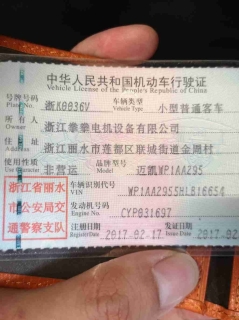 中华人民共和国机动车行驶证
Vehicle License of the People's Republic of China
号牌号码 浙K0036V 车辆类型 小型普通客车
Plate No. Vehicle Type
所有人 浙江攀攀电机设备有限公司
Owner
住址 浙江丽水市莲都区联城街道金周村
Address
使用性质 非营运 品牌型号 迈凯WP1AA295
Use Character Model
浙江省丽水
市公安局交
通警察支队
车辆识别代号 WP1AA2955HLB16654
VIN
发动机号码 CYP031697
Engine No.
注册日期 2017-02-17 发证日期 2017-02
Register Date Issue Date